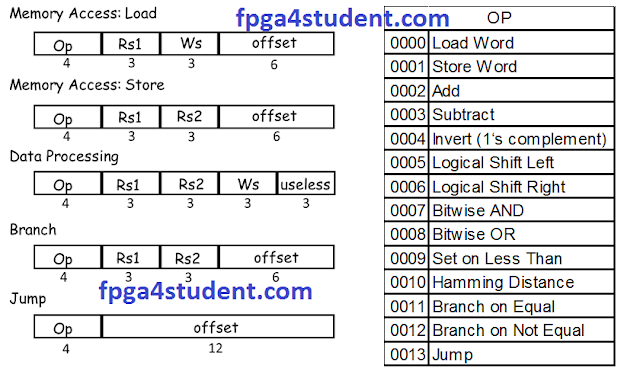 Memory Access: Load
fpga4student.com
Op Rs1 Ws offset
4 3 3 6
Memory Access: Store
Op Rs1 Rs2 offset
4 3 3 6
Data Processing
Op Rs1 Rs2 Ws useless
4 3 3 3 3
Branch
Op Rs1 Rs2 offset
4 3 3 6
fpga4student.com
Jump
Op offset
4 12
OP
0000 Load Word
0001 Store Word
0002 Add
0003 Subtract
0004 Invert (1's complement)
0005 Logical Shift Left
0006 Logical Shift Right
0007 Bitwise AND
0008 Bitwise OR
0009 Set on Less Than
0010 Hamming Distance
0011 Branch on Equal
0012 Branch on Not Equal
0013 Jump